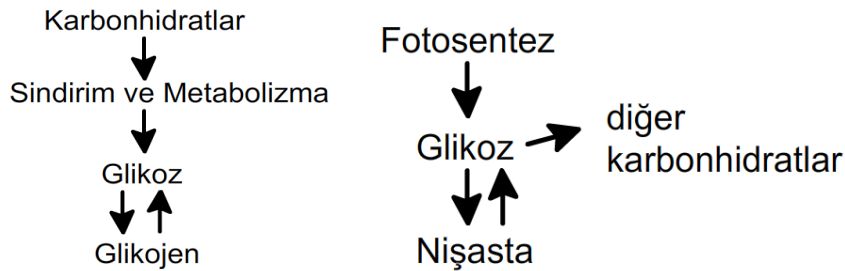 Karbonhidratlar
Sindirim ve Metabolizma
Glikoz
Glikojen
Fotosentez
Glikoz
diğer
karbonhidratlar
Nişasta